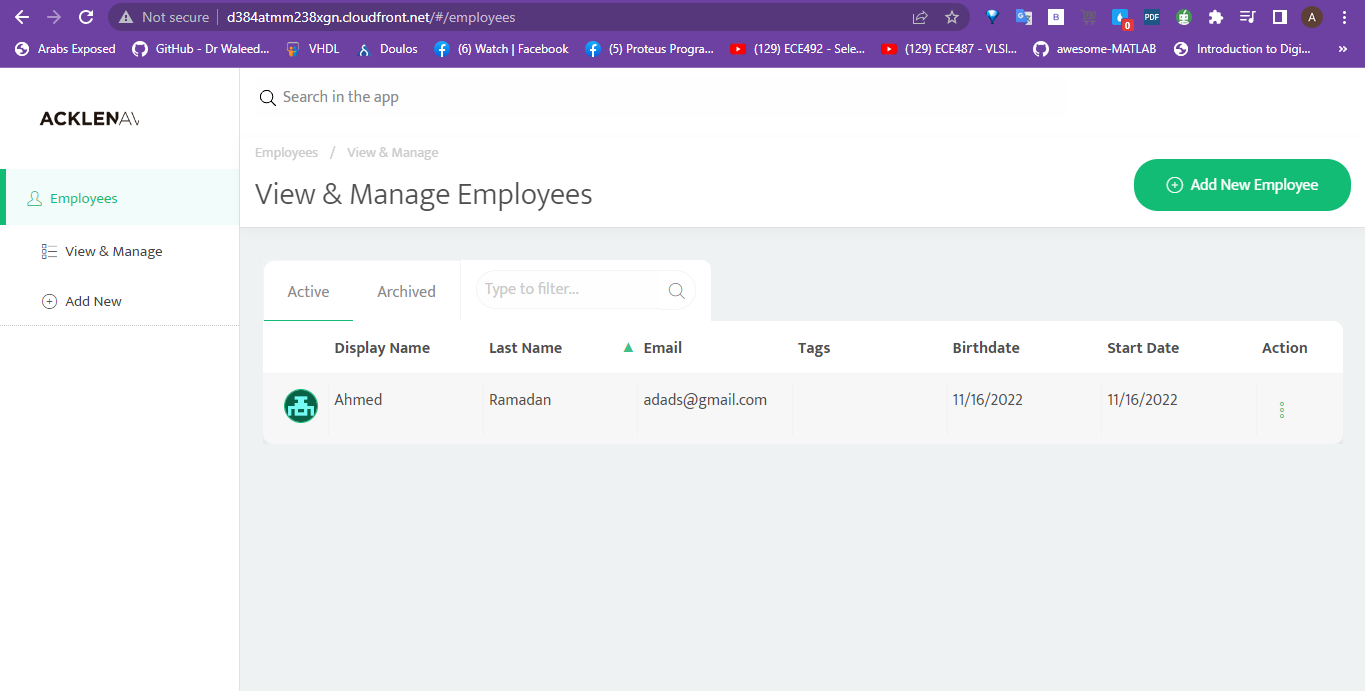 Not secure d384atmm238xgn.cloudfront.net/#/employees B 0 PDF A
Arabs Exposed GitHub - Dr Waleed... VHDL Doulos (6) Watch | Facebook (5) Proteus Progra... (129) ECE492 - Sele... (129) ECE487 - VLSI... awesome-MATLAB Introduction to Digi... »
Search in the app
ACKLENAV
Employees / View & Manage
View & Manage Employees
Add New Employee
Employees
View & Manage
Add New
Active Archived Type to filter...
Display Name Last Name Email Tags Birthdate Start Date Action
Ahmed Ramadan adads@gmail.com 11/16/2022 11/16/2022